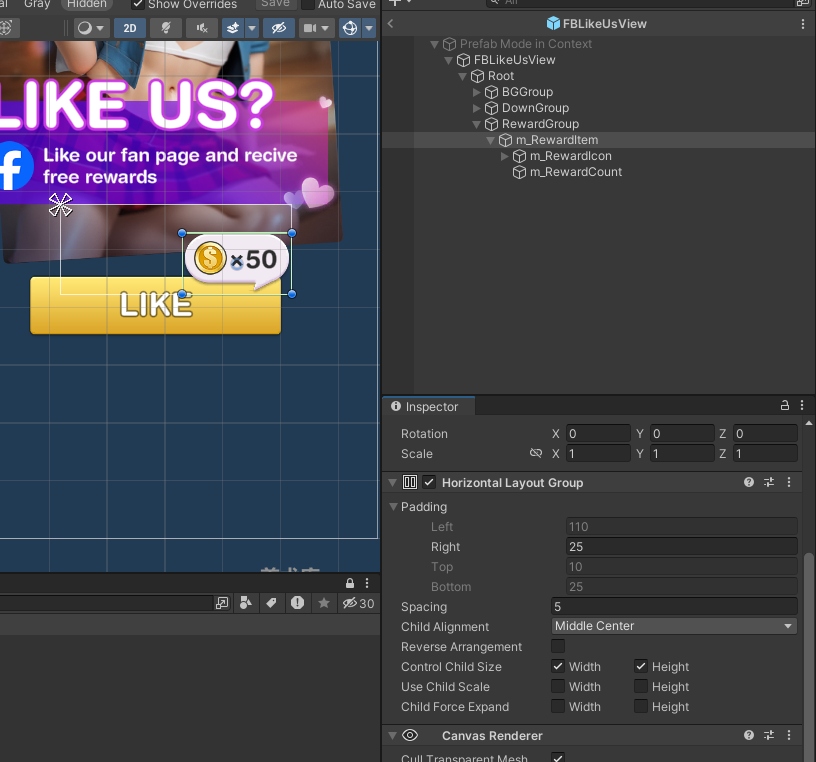 Gray
Hidden
Show Overrides
Save
Auto Save
All
2D
FBLikeUsView
Prefab Mode in Context
FBLikeUsView
Root
BGGroup
DownGroup
RewardGroup
m_RewardItem
m_RewardIcon
m_RewardCount
LIKE US?
f
Like our fan page and recive
free rewards
$ ×50
LIKE
30
Inspector
Rotation X 0 Y 0 Z 0
Scale X 1 Y 1 Z 1
Horizontal Layout Group
Padding
Left 110
Right 25
Top 10
Bottom 25
Spacing 5
Child Alignment Middle Center
Reverse Arrangement
Control Child Size Width Height
Use Child Scale Width Height
Child Force Expand Width Height
Canvas Renderer
Cull Transparent Mesh